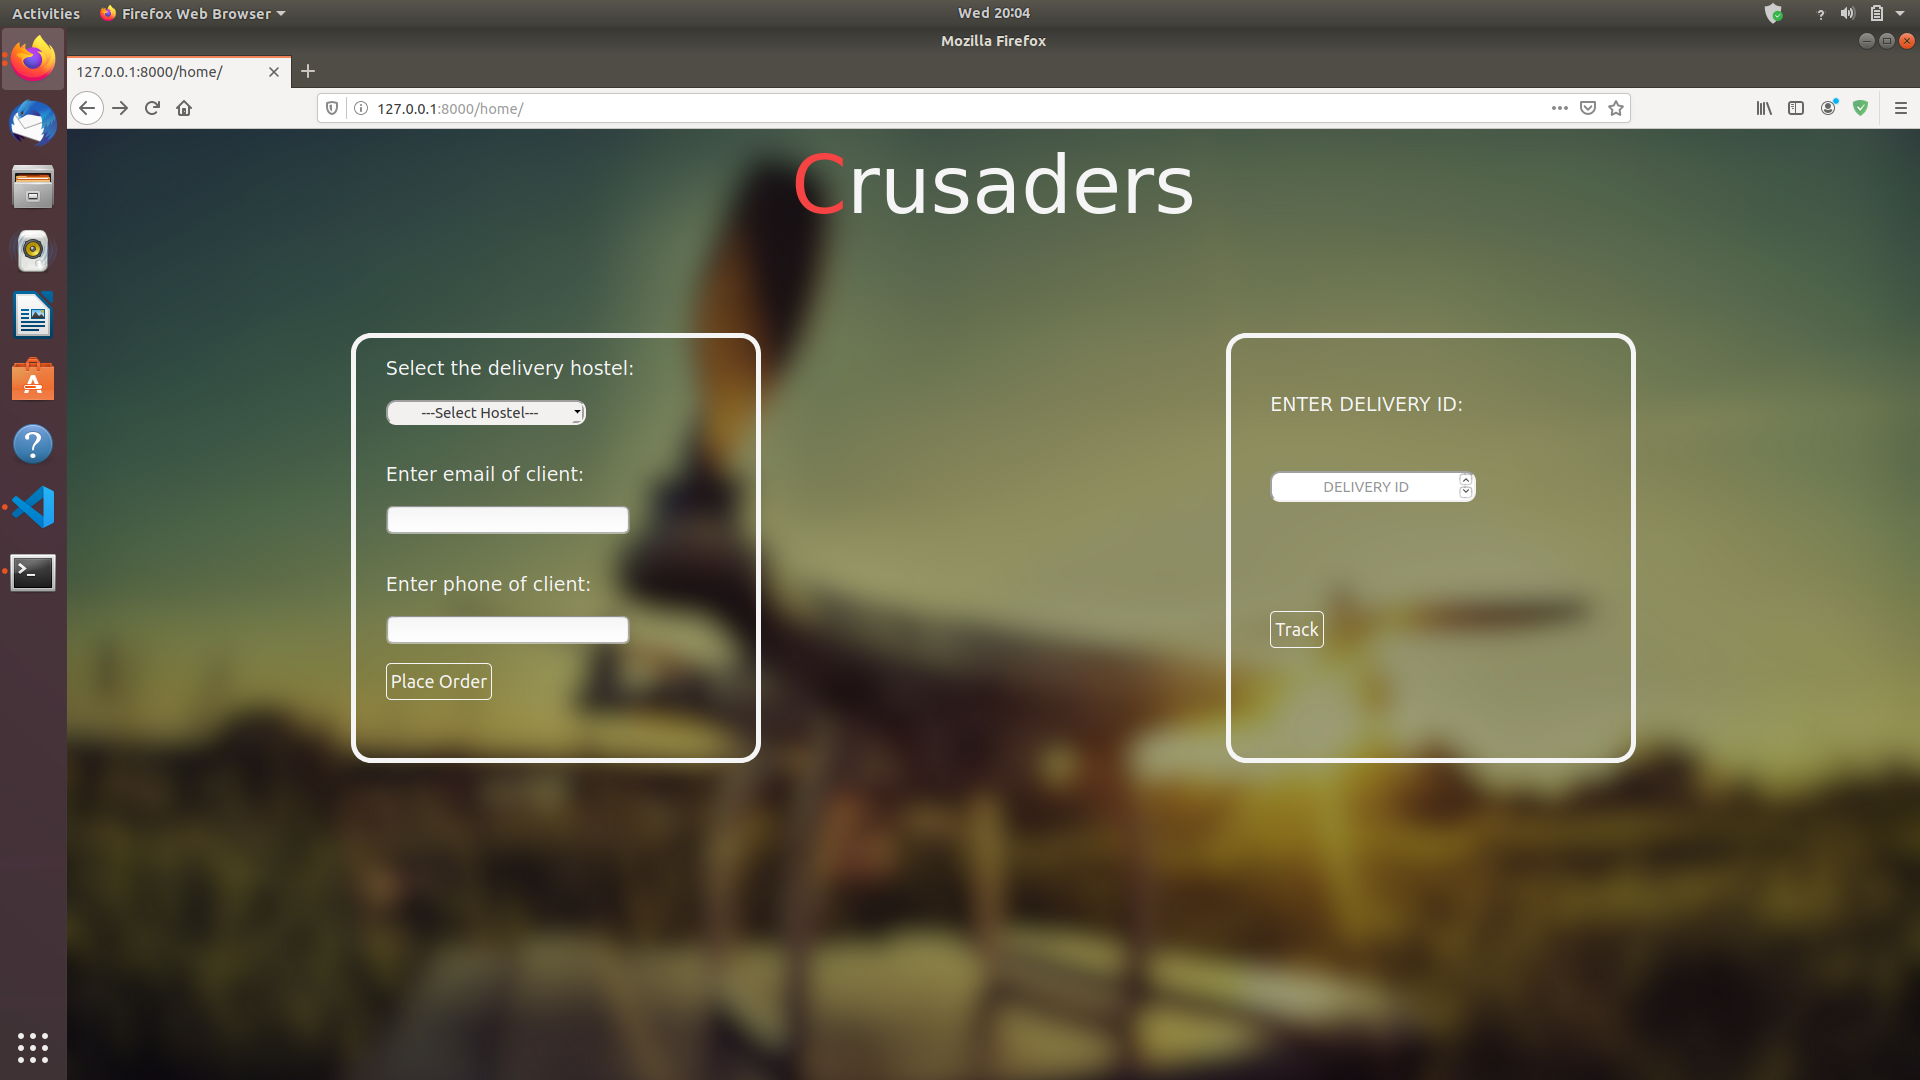 Activities
Firefox Web Browser
Wed 20:04
?
Mozilla Firefox
127.0.0.1:8000/home/
127.0.0.1:8000/home/
Crusaders
Select the delivery hostel:
---Select Hostel---
Enter email of client:
Enter phone of client:
Place Order
ENTER DELIVERY ID:
DELIVERY ID
Track